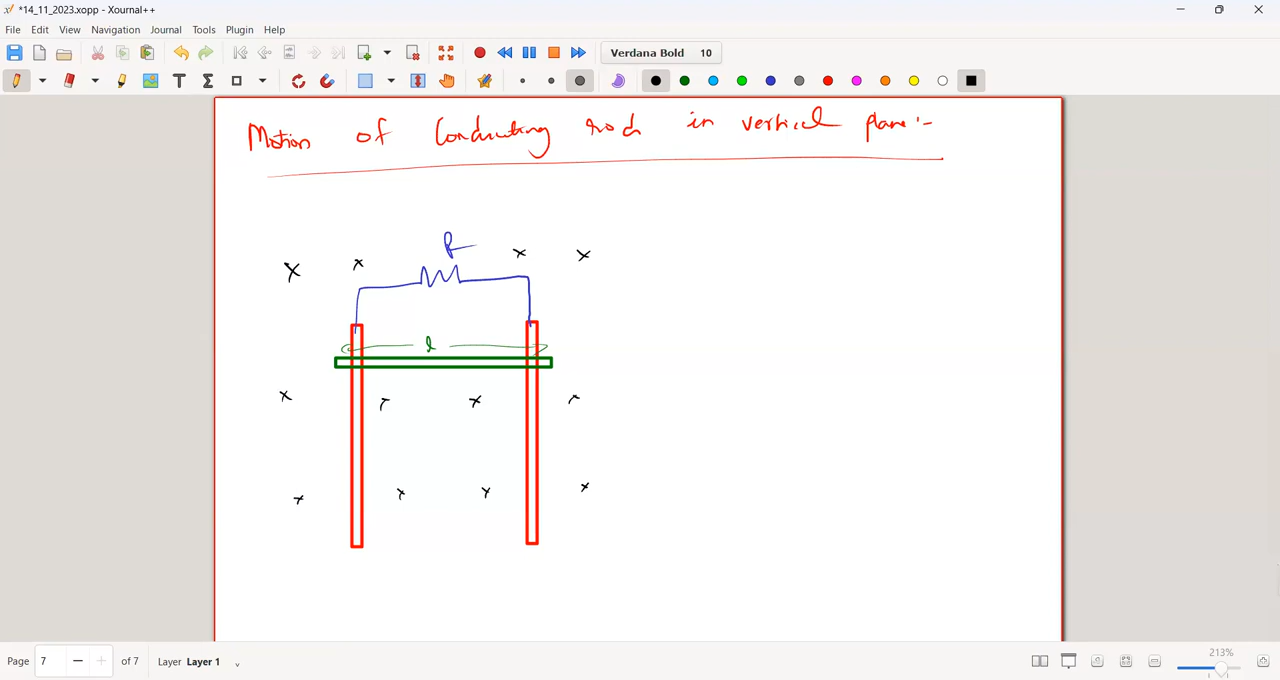 *14_11_2023.xopp - Xournal++
File Edit View Navigation Journal Tools Plugin Help
Verdana Bold 10
Motion of Conducting rod in vertical plane :-
x x x x
R
l
x x x x
x x x x
Page 7 of 7 Layer Layer 1
213%